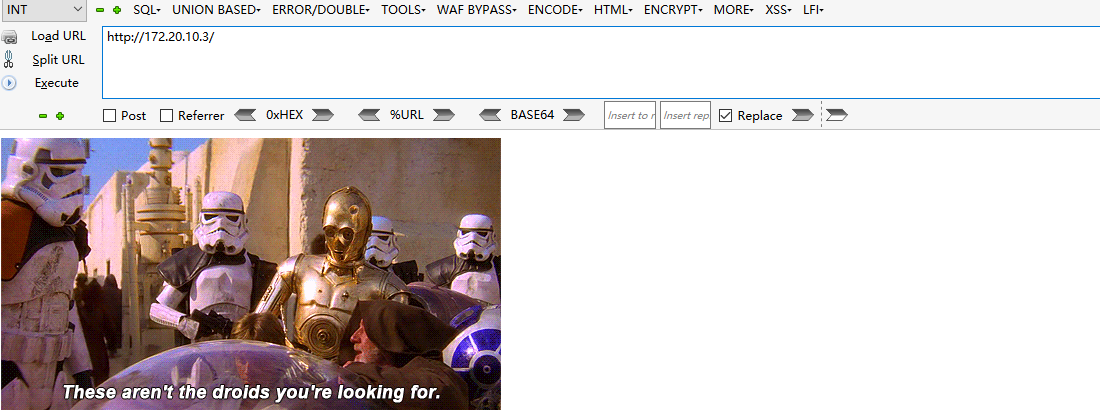 INT SQL UNION BASED ERROR/DOUBLE TOOLS WAF BYPASS ENCODE HTML ENCRYPT MORE XSS LFI
Load URL http://172.20.10.3/
Split URL
Execute
Post Referrer 0xHEX %URL BASE64 Insert to r Insert rep Replace
These aren't the droids you're looking for.